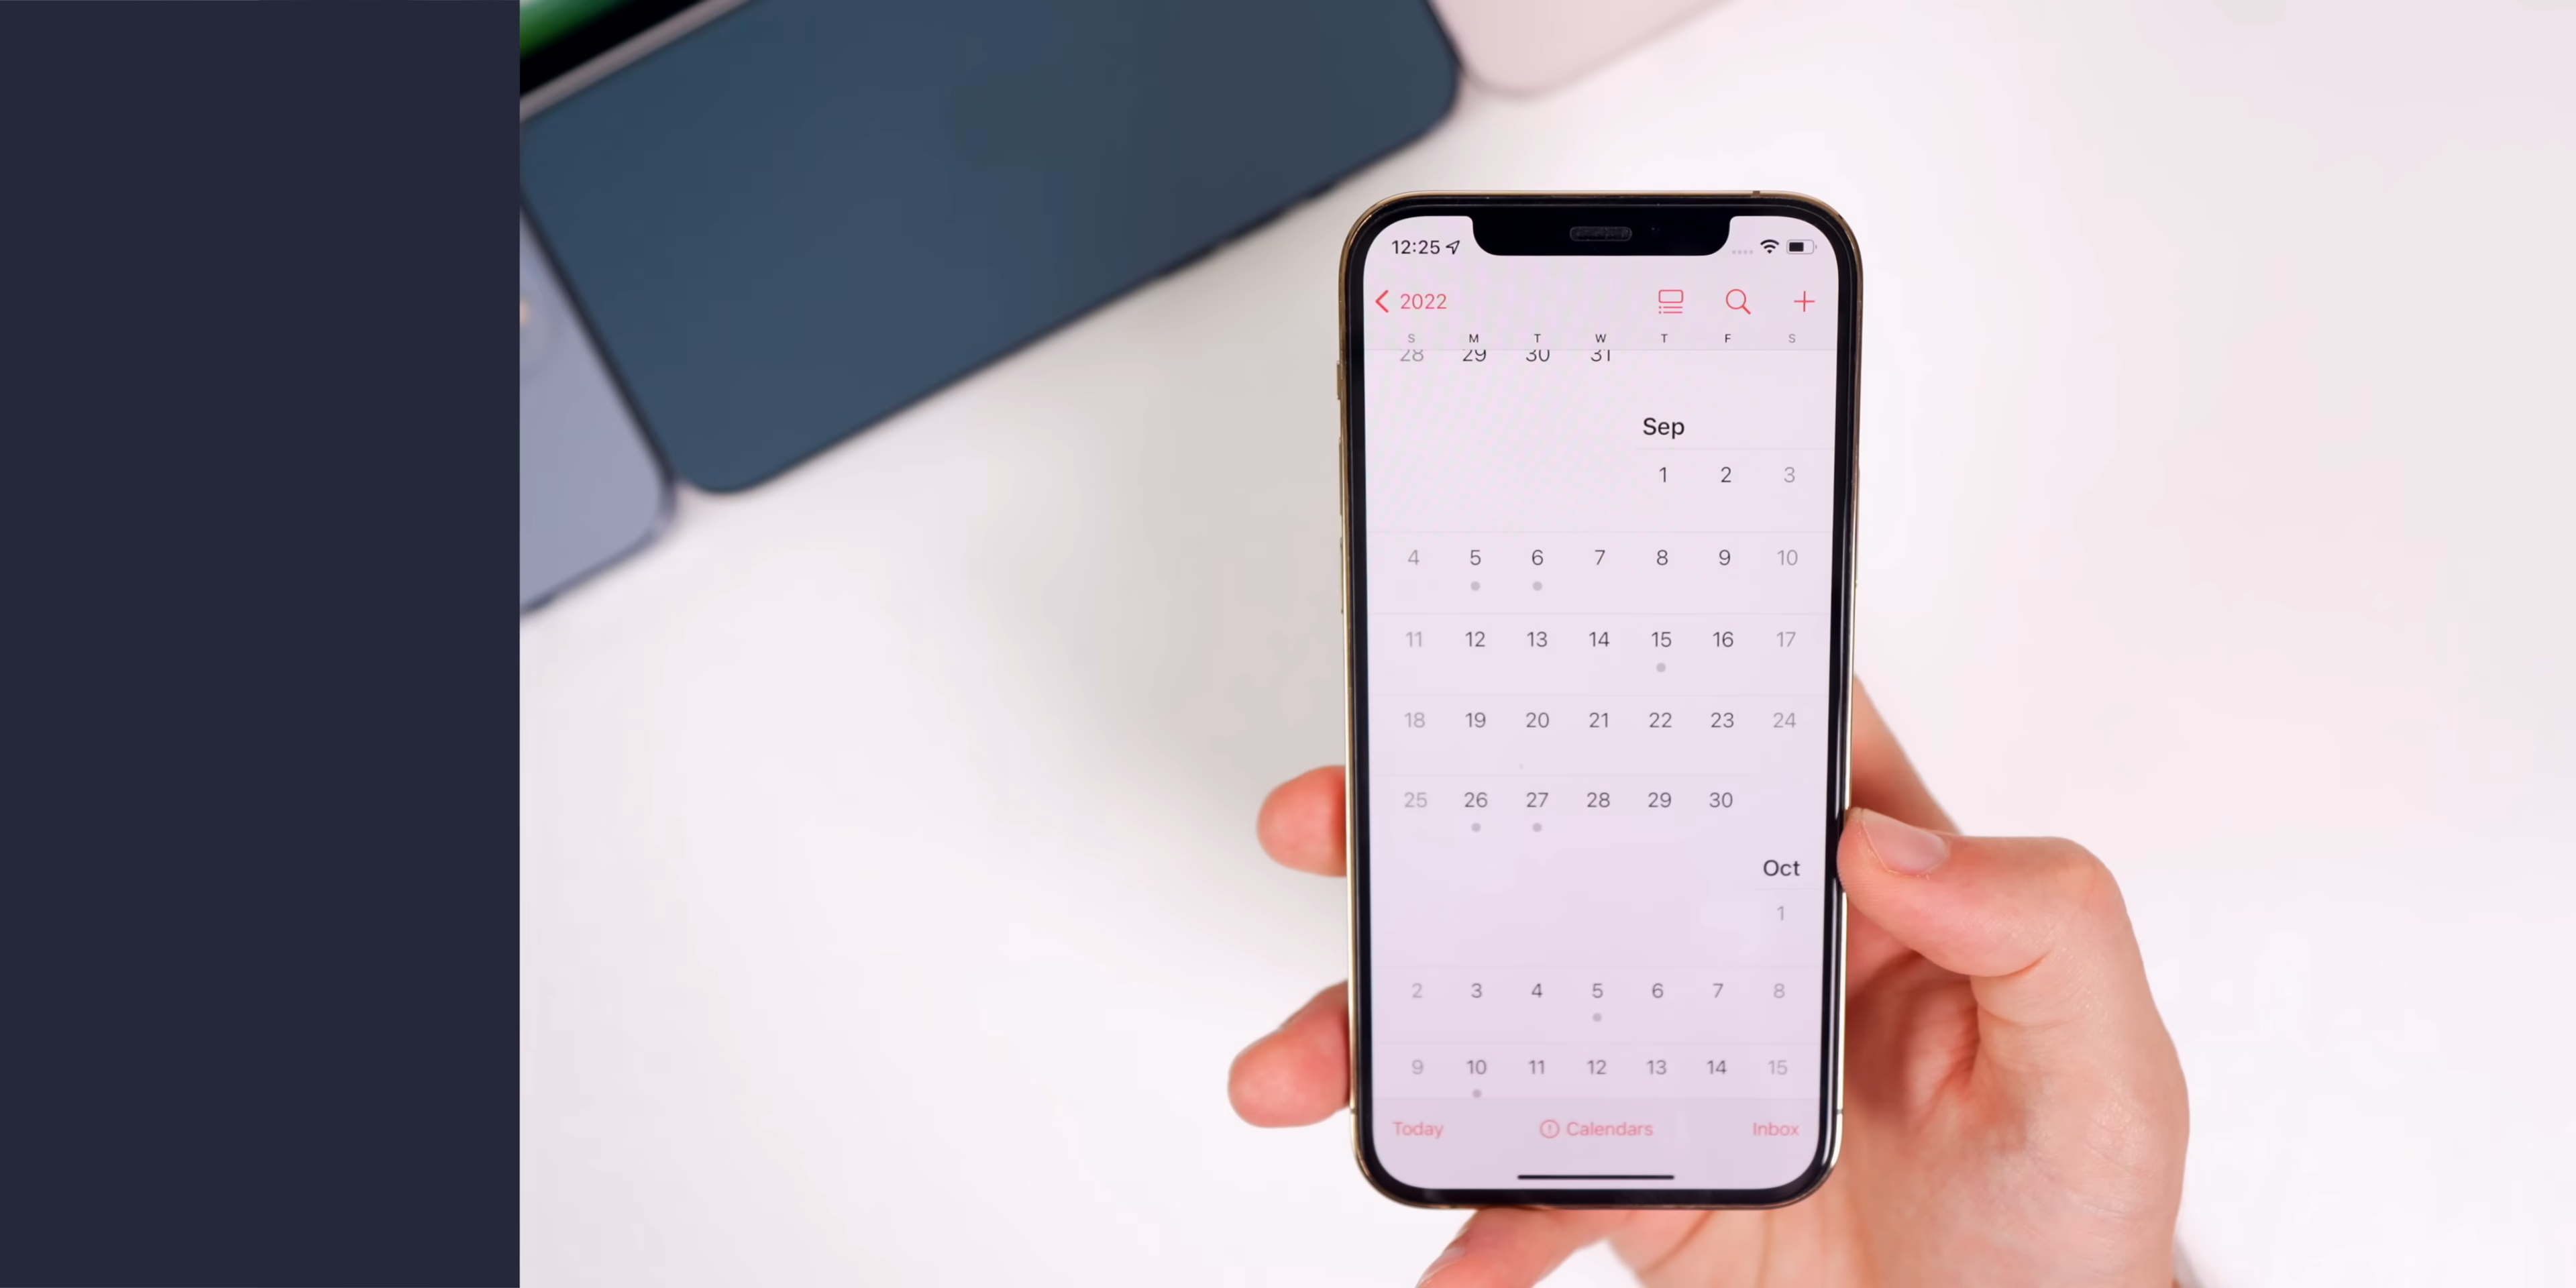 12:25
2022
S M T W T F S
28 29 30 31
Sep
1 2 3
4 5 6 7 8 9 10
11 12 13 14 15 16 17
18 19 20 21 22 23 24
25 26 27 28 29 30
Oct
1
2 3 4 5 6 7 8
9 10 11 12 13 14 15
Today Calendars Inbox